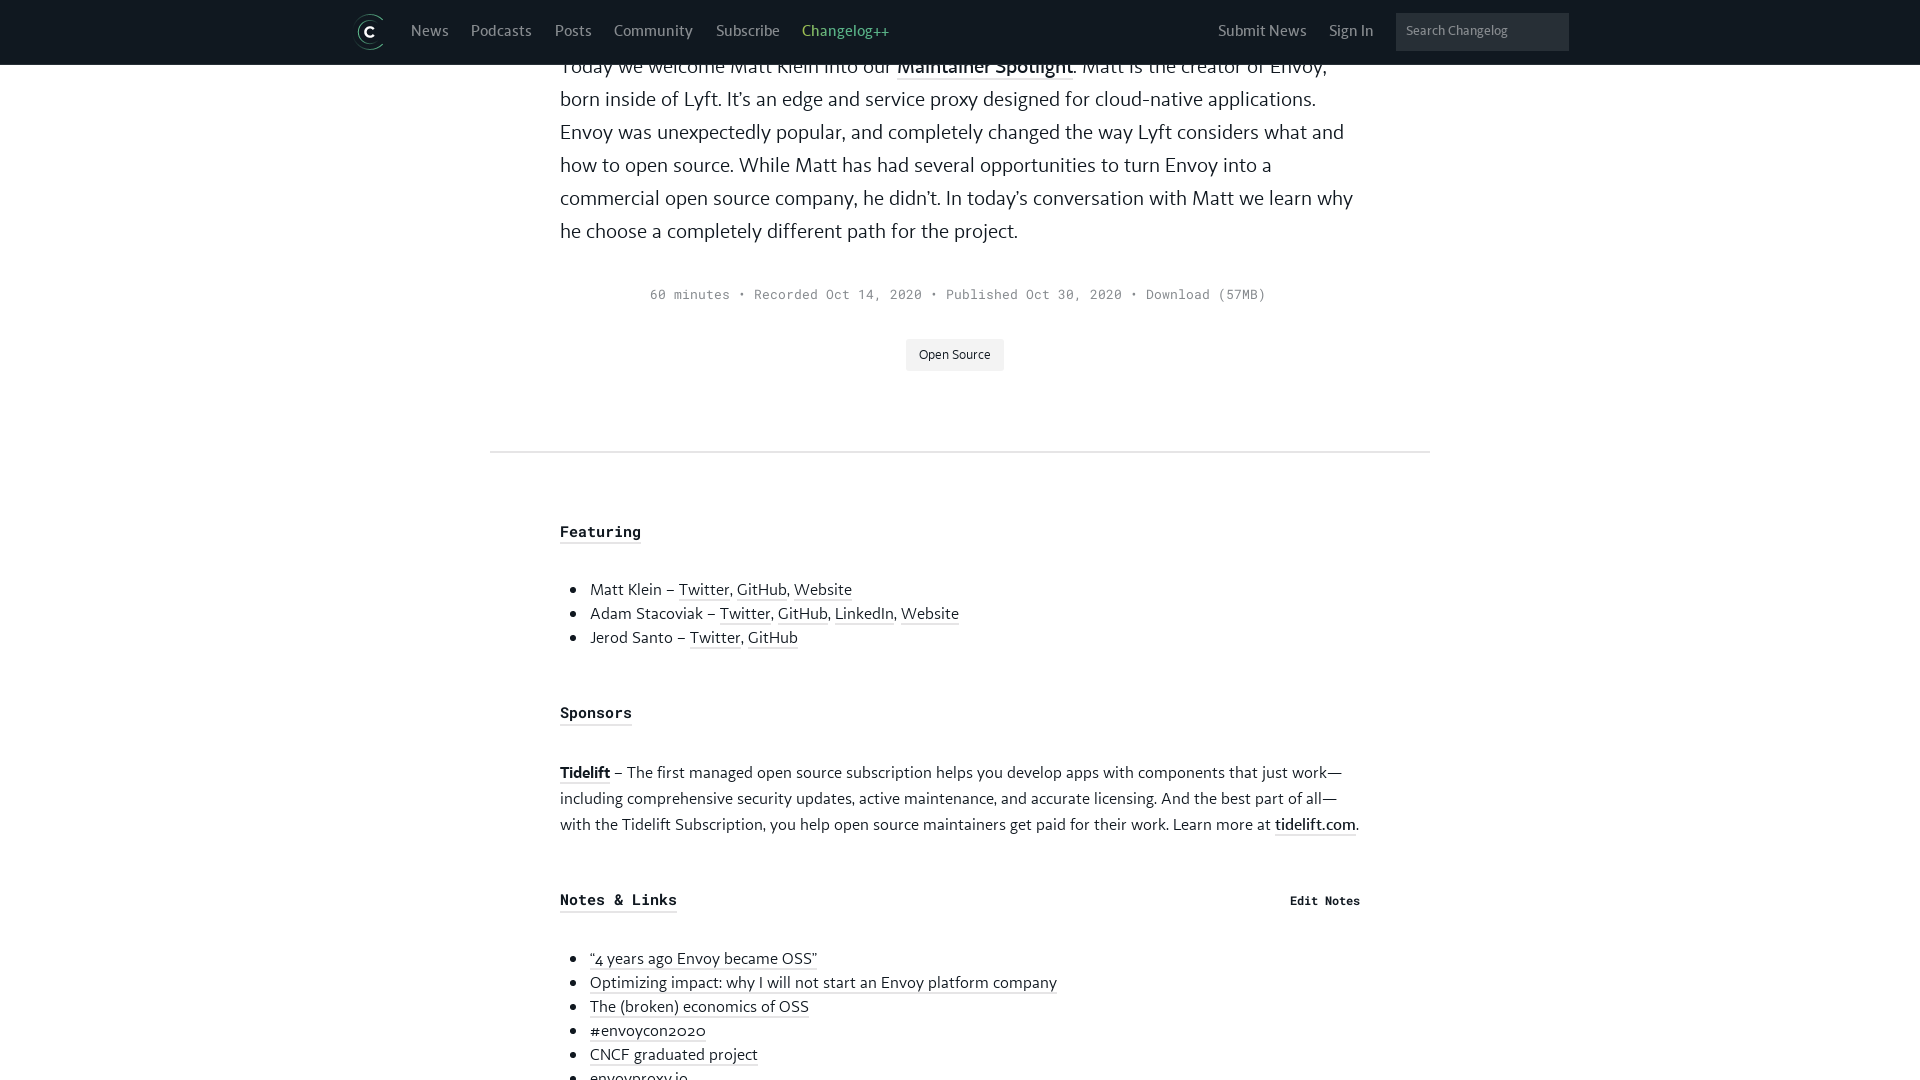 C
News Podcasts Posts Community Subscribe Changelog++ Submit News Sign In Search Changelog
Today we welcome Matt Klein into our Maintainer Spotlight. Matt is the creator of Envoy,
born inside of Lyft. It’s an edge and service proxy designed for cloud-native applications.
Envoy was unexpectedly popular, and completely changed the way Lyft considers what and
how to open source. While Matt has had several opportunities to turn Envoy into a
commercial open source company, he didn’t. In today’s conversation with Matt we learn why
he choose a completely different path for the project.
60 minutes • Recorded Oct 14, 2020 • Published Oct 30, 2020 • Download (57MB)
Open Source
Featuring
• Matt Klein – Twitter, GitHub, Website
• Adam Stacoviak – Twitter, GitHub, LinkedIn, Website
• Jerod Santo – Twitter, GitHub
Sponsors
Tidelift – The first managed open source subscription helps you develop apps with components that just work—
including comprehensive security updates, active maintenance, and accurate licensing. And the best part of all—
with the Tidelift Subscription, you help open source maintainers get paid for their work. Learn more at tidelift.com.
Notes & Links Edit Notes
• “4 years ago Envoy became OSS”
• Optimizing impact: why I will not start an Envoy platform company
• The (broken) economics of OSS
• #envoycon2020
• CNCF graduated project
• envoyproxy.io